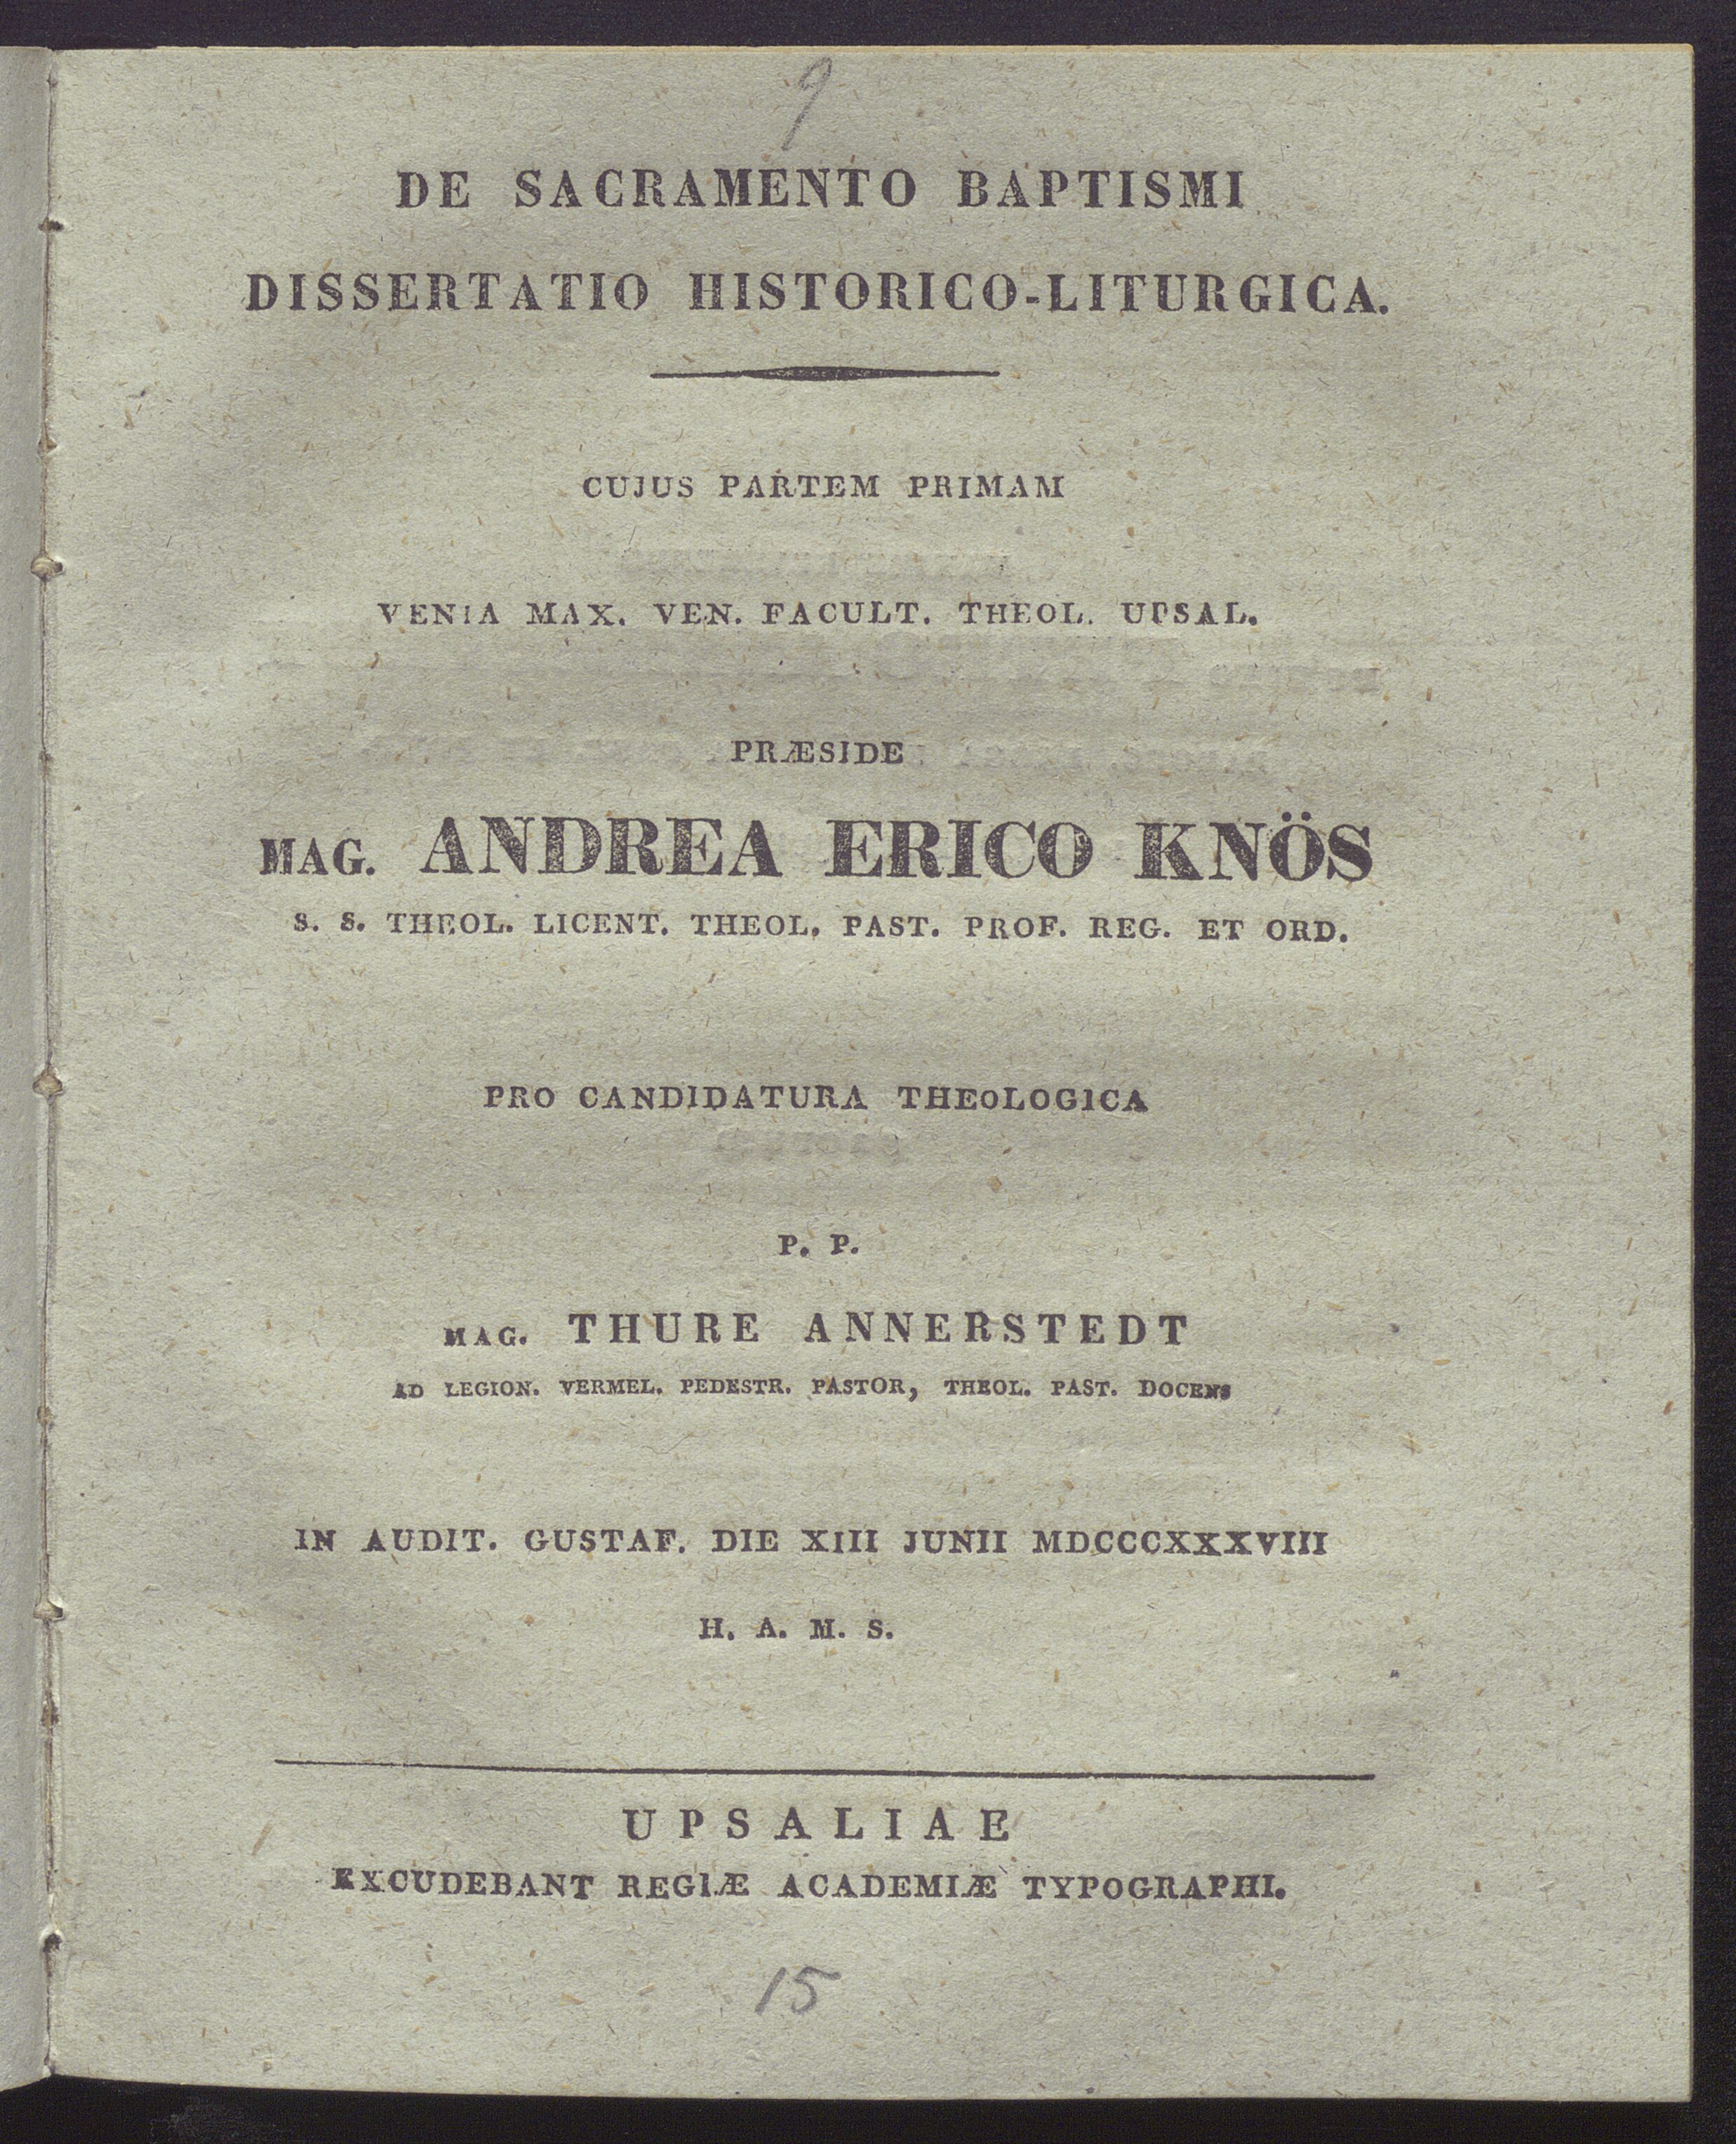 9
DE SACRAMENTO BAPTISMI
DISSERTATIO HISTORICO-LITURGICA.
CUJUS PARTEM PRIMAM
VENIA MAX. VEN. FACULT. THEOL. UPSAL.
PRÆSIDE
MAG. ANDREA ERICO KNÖS
S. S. THEOL. LICENT. THEOL. PAST. PROF. REG. ET ORD.
PRO CANDIDATURA THEOLOGICA
P. P.
MAG. THURE ANNERSTEDT
AD LEGION. VERMEL. PEDESTR. PASTOR, THEOL. PAST. DOCENS
IN AUDIT. GUSTAF. DIE XIII JUNII MDCCCXXXVIII
H. A. M. S.
UPSALIAE
EXCUDEBANT REGIÆ ACADEMIÆ TYPOGRAPHI.
15